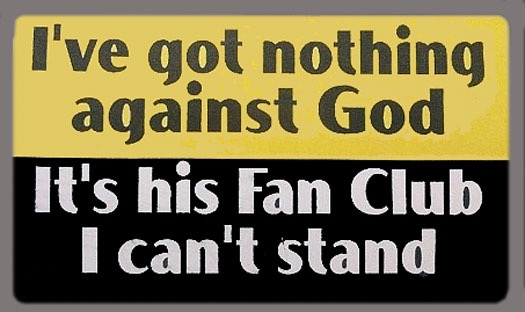 I've got nothing
against God
It's his Fan Club
I can't stand